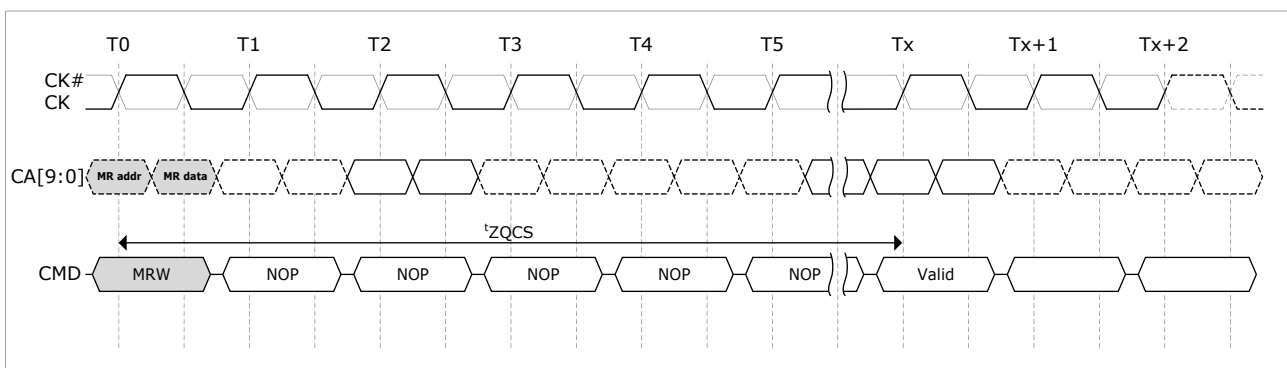 T0 T1 T2 T3 T4 T5 Tx Tx+1 Tx+2
CK#
CK
CA[9:0] MR addr MR data
tZQCS
CMD MRW NOP NOP NOP NOP NOP Valid